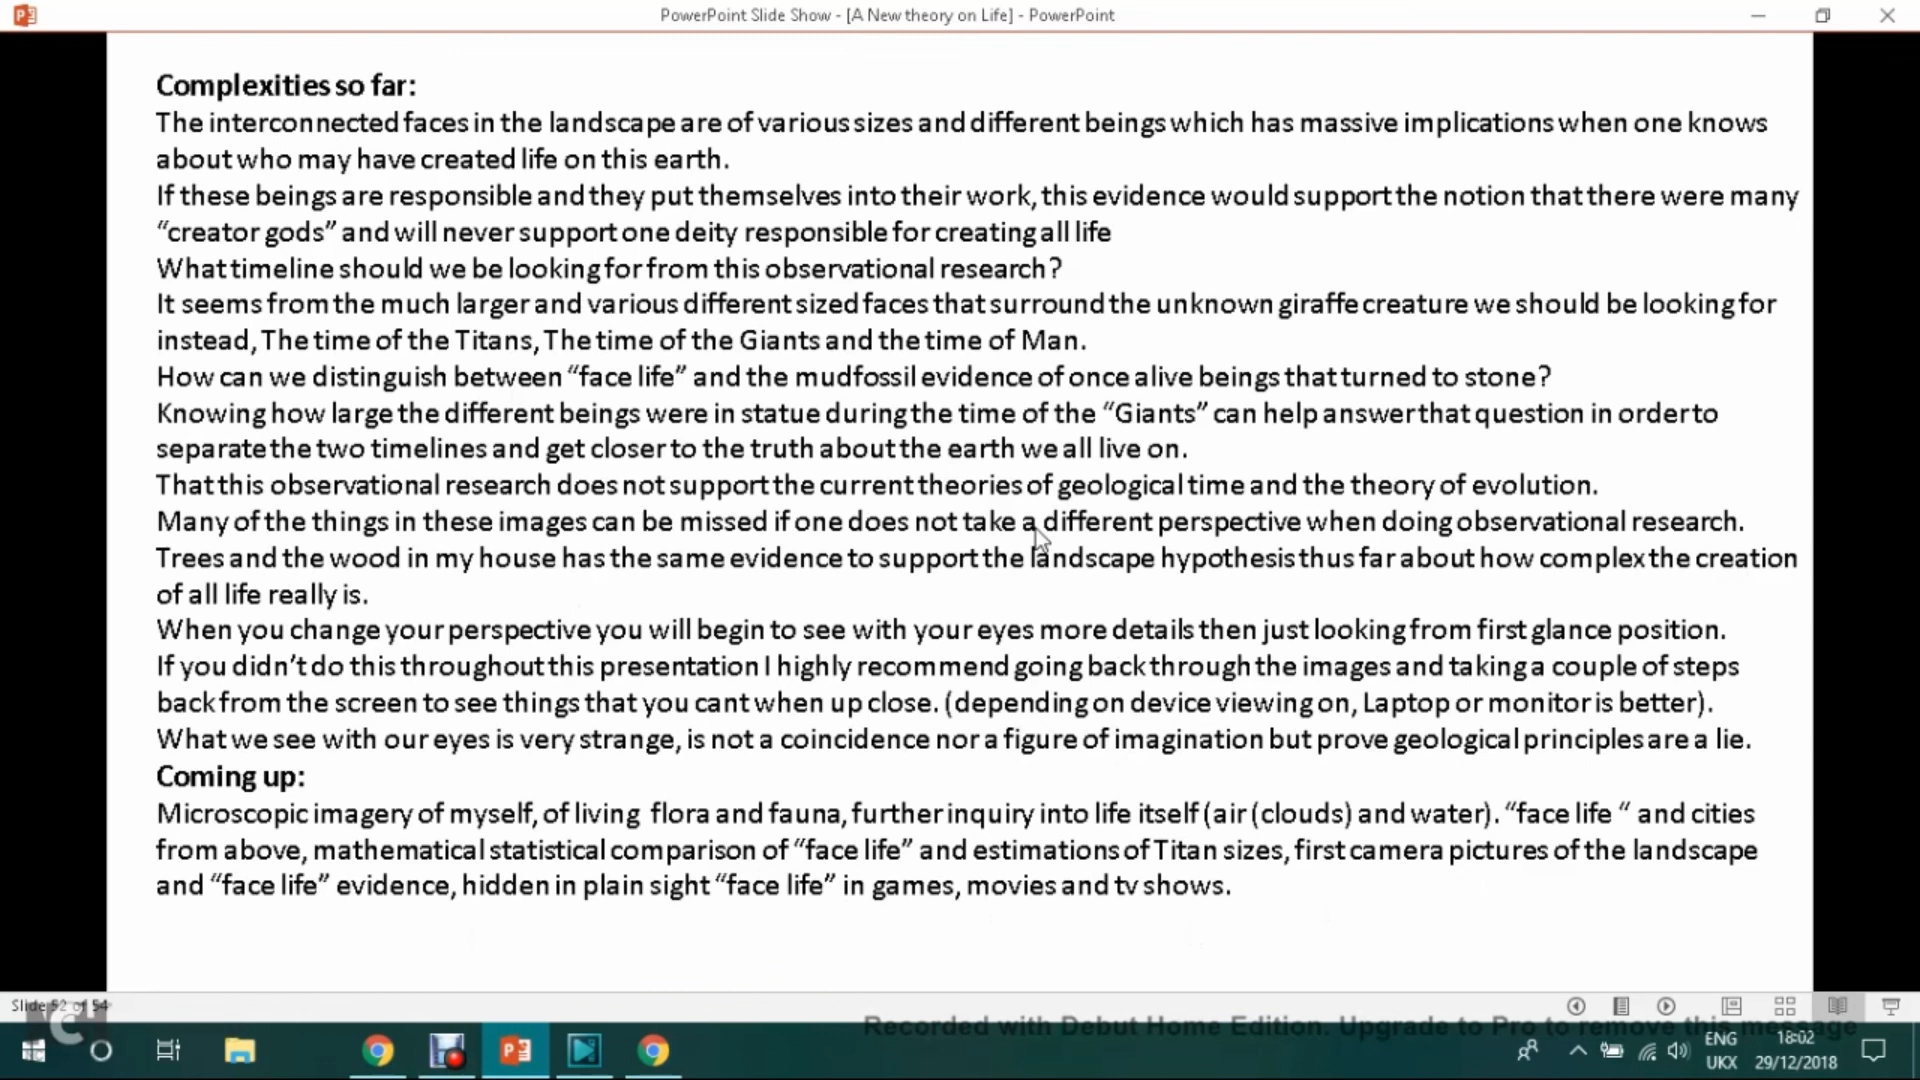 PowerPoint Slide Show - [A New theory on Life] - PowerPoint
Complexities so far:
The interconnected faces in the landscape are of various sizes and different beings which has massive implications when one knows
about who may have created life on this earth.
If these beings are responsible and they put themselves into their work, this evidence would support the notion that there were many
“creator gods” and will never support one deity responsible for creating all life
What timeline should we be looking for from this observational research?
It seems from the much larger and various different sized faces that surround the unknown giraffe creature we should be looking for
instead, The time of the Titans, The time of the Giants and the time of Man.
How can we distinguish between “face life” and the mudfossil evidence of once alive beings that turned to stone?
Knowing how large the different beings were in statue during the time of the “Giants” can help answer that question in order to
separate the two timelines and get closer to the truth about the earth we all live on.
That this observational research does not support the current theories of geological time and the theory of evolution.
Many of the things in these images can be missed if one does not take a different perspective when doing observational research.
Trees and the wood in my house has the same evidence to support the landscape hypothesis thus far about how complex the creation
of all life really is.
When you change your perspective you will begin to see with your eyes more details then just looking from first glance position.
If you didn’t do this throughout this presentation I highly recommend going back through the images and taking a couple of steps
back from the screen to see things that you cant when up close. (depending on device viewing on, Laptop or monitor is better).
What we see with our eyes is very strange, is not a coincidence nor a figure of imagination but prove geological principles are a lie.
Coming up:
Microscopic imagery of myself, of living flora and fauna, further inquiry into life itself (air (clouds) and water). “face life “ and cities
from above, mathematical statistical comparison of “face life” and estimations of Titan sizes, first camera pictures of the landscape
and “face life” evidence, hidden in plain sight “face life” in games, movies and tv shows.
Slide 52 of 54
NCH
Recorded with Debut Home Edition. Upgrade to Pro to remove this message
ENG
UKX
18:02
29/12/2018